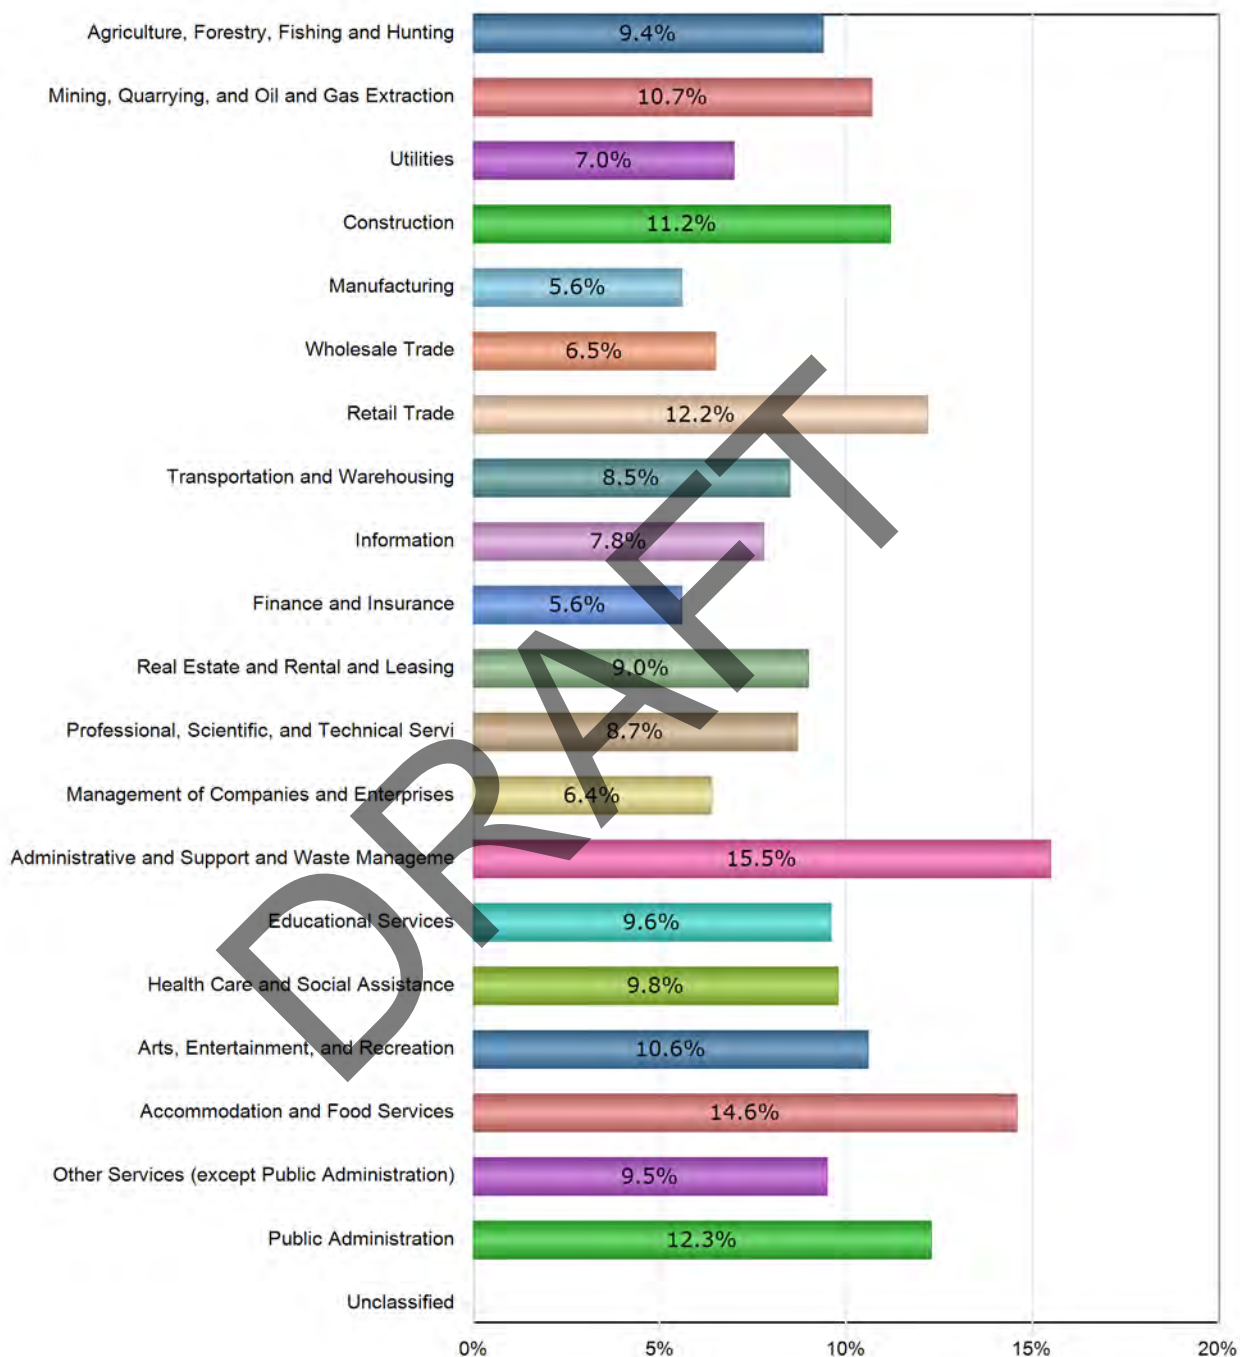 Agriculture, Forestry, Fishing and Hunting 9.4%
Mining, Quarrying, and Oil and Gas Extraction 10.7%
Utilities 7.0%
Construction 11.2%
Manufacturing 5.6%
Wholesale Trade 6.5%
Retail Trade 12.2%
Transportation and Warehousing 8.5%
Information 7.8%
Finance and Insurance 5.6%
Real Estate and Rental and Leasing 9.0%
Professional, Scientific, and Technical Servi 8.7%
Management of Companies and Enterprises 6.4%
Administrative and Support and Waste Manageme 15.5%
Educational Services 9.6%
Health Care and Social Assistance 9.8%
Arts, Entertainment, and Recreation 10.6%
Accommodation and Food Services 14.6%
Other Services (except Public Administration) 9.5%
Public Administration 12.3%
Unclassified
0% 5% 10% 15% 20%
DRAFT